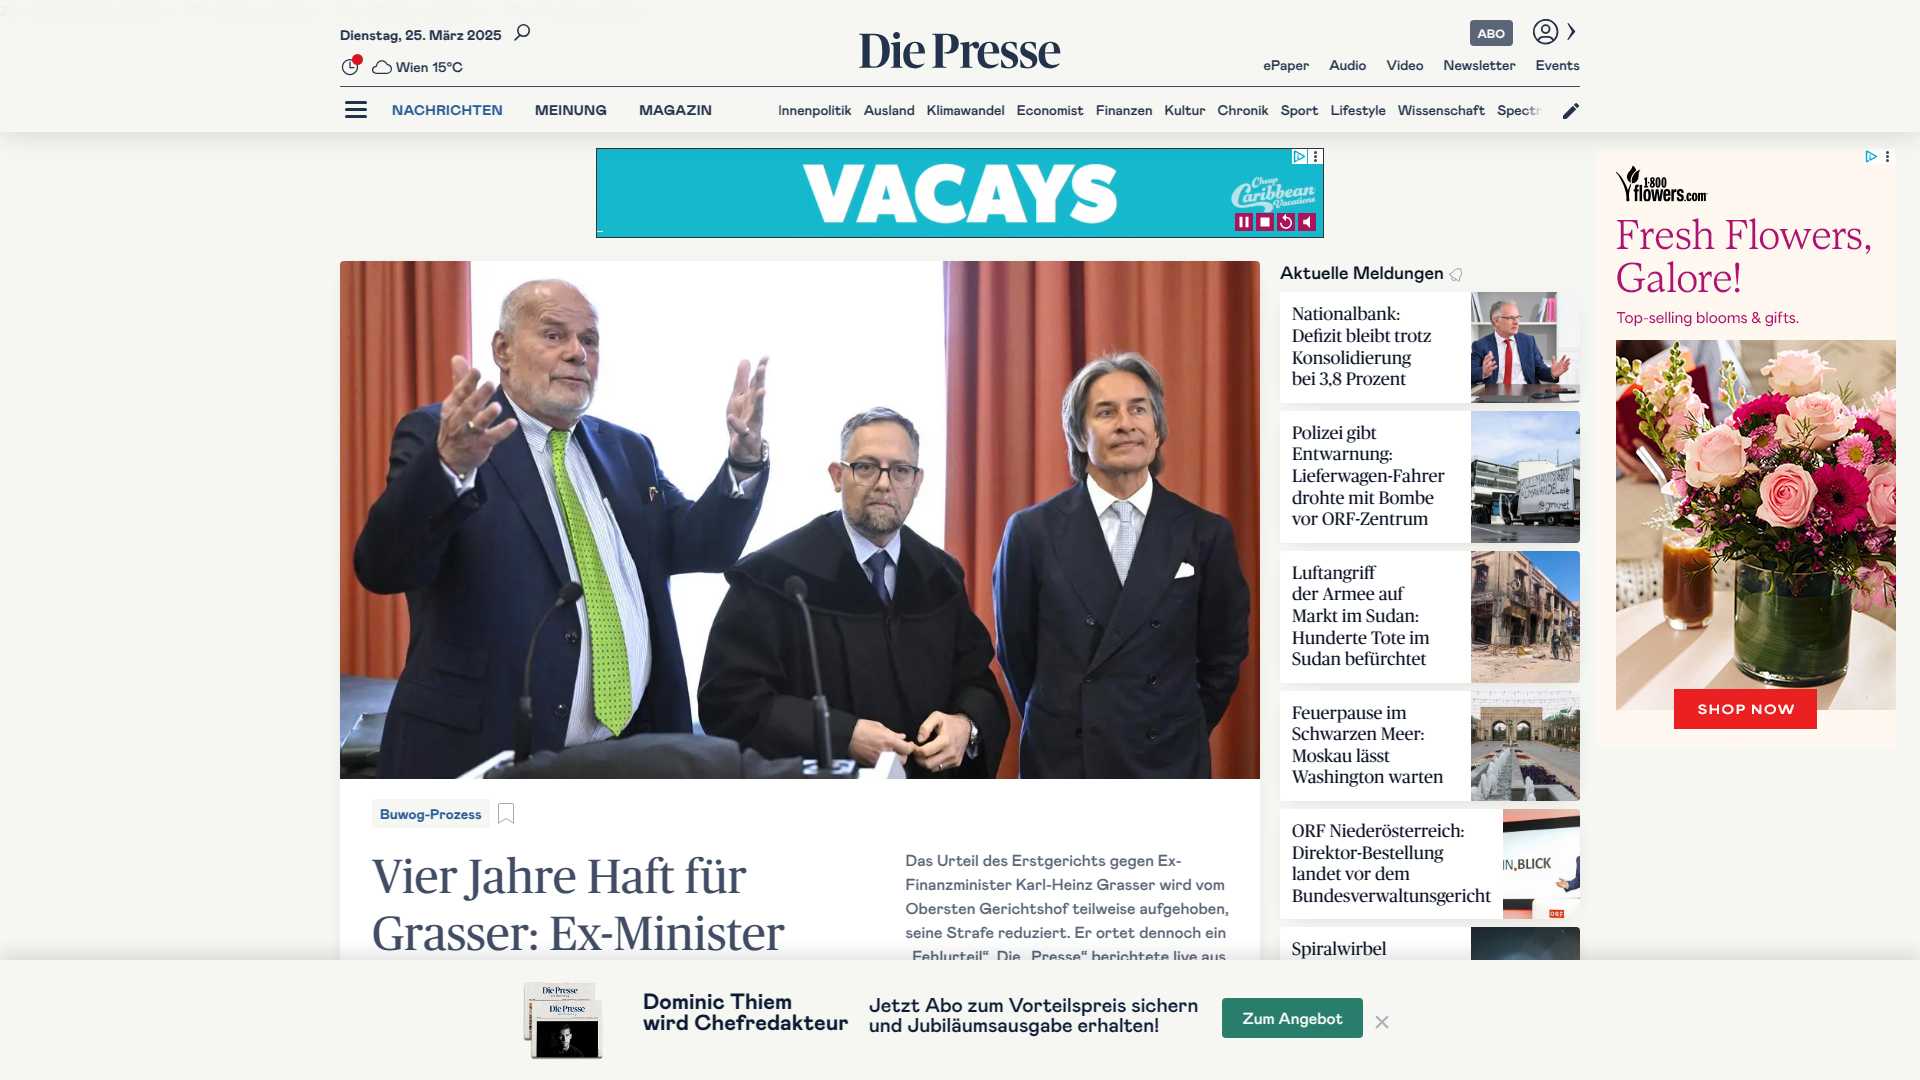 Dienstag, 25. März 2025
Wien 15°C
Die Presse
ABO
ePaper Audio Video Newsletter Events
NACHRICHTEN MEINUNG MAGAZIN
Innenpolitik Ausland Klimawandel Economist Finanzen Kultur Chronik Sport Lifestyle Wissenschaft Spectr
VACAYS
Cheap
Caribbean
Vacations
1-800
flowers.com
Fresh Flowers,
Galore!
Top-selling blooms & gifts.
SHOP NOW
Buwog-Prozess
Vier Jahre Haft für
Grasser: Ex-Minister
Das Urteil des Erstgerichts gegen Ex-
Finanzminister Karl-Heinz Grasser wird vom
Obersten Gerichtshof teilweise aufgehoben,
seine Strafe reduziert. Er ortet dennoch ein
„Fehlurteil“. Die „Presse“ berichtete live aus
Aktuelle Meldungen
Nationalbank:
Defizit bleibt trotz
Konsolidierung
bei 3,8 Prozent
Polizei gibt
Entwarnung:
Lieferwagen-Fahrer
drohte mit Bombe
vor ORF-Zentrum
Luftangriff
der Armee auf
Markt im Sudan:
Hunderte Tote im
Sudan befürchtet
Feuerpause im
Schwarzen Meer:
Moskau lässt
Washington warten
ORF Niederösterreich:
Direktor-Bestellung
landet vor dem
Bundesverwaltungsgericht
IN.BLICK
ORF
Spiralwirbel
Die Presse
Die Presse
Dominic Thiem
wird Chefredakteur
Jetzt Abo zum Vorteilspreis sichern
und Jubiläumsausgabe erhalten!
Zum Angebot